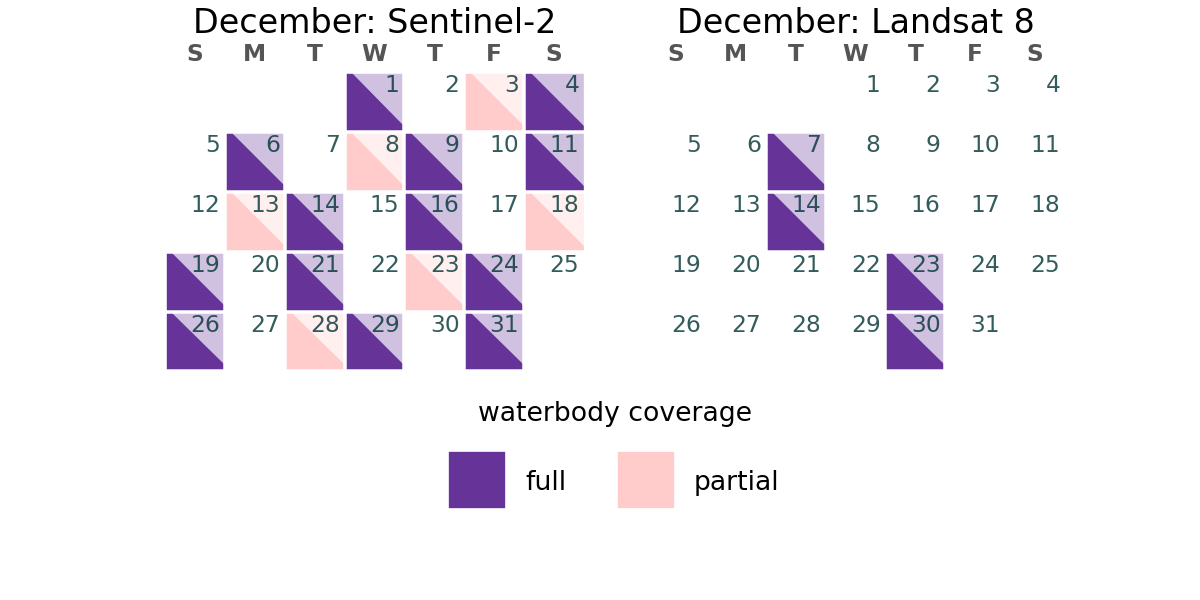 December: Sentinel-2
S M T W T F S
1 2 3 4
5 6 7 8 9 10 11
12 13 14 15 16 17 18
19 20 21 22 23 24 25
26 27 28 29 30 31
December: Landsat 8
S M T W T F S
1 2 3 4
5 6 7 8 9 10 11
12 13 14 15 16 17 18
19 20 21 22 23 24 25
26 27 28 29 30 31
waterbody coverage
full partial